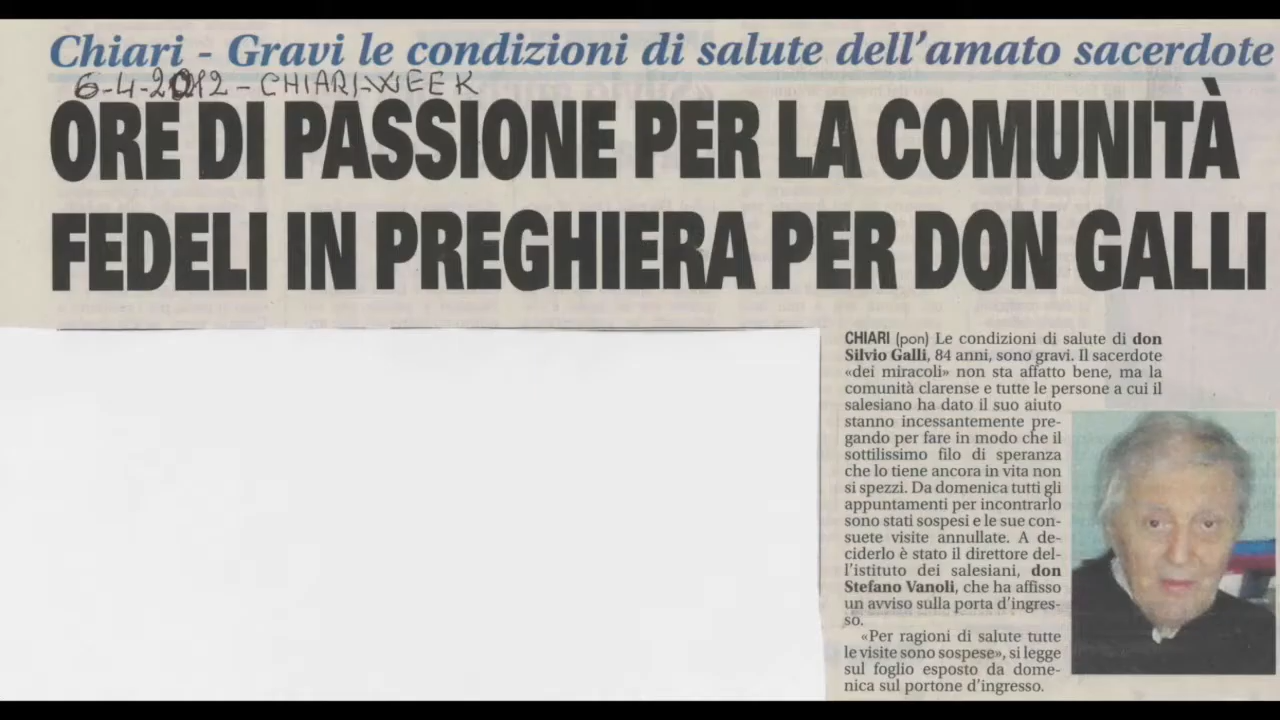 Chiari - Gravi le condizioni di salute dell'amato sacerdote
6-4-2012 - CHIARI-WEEK
ORE DI PASSIONE PER LA COMUNITÀ
FEDELI IN PREGHIERA PER DON GALLI
CHIARI (pon) Le condizioni di salute di don
Silvio Galli, 84 anni, sono gravi. Il sacerdote
«dei miracoli» non sta affatto bene, ma la
comunità clarense e tutte le persone a cui il
salesiano ha dato il suo aiuto
stanno incessantemente pre-
gando per fare in modo che il
sottilissimo filo di speranza
che lo tiene ancora in vita non
si spezzi. Da domenica tutti gli
appuntamenti per incontrarlo
sono stati sospesi e le sue con-
suete visite annullate. A de-
ciderlo è stato il direttore del-
l'istituto dei salesiani, don
Stefano Vanoli, che ha affisso
un avviso sulla porta d'ingres-
so.
«Per ragioni di salute tutte
le visite sono sospese», si legge
sul foglio esposto da dome-
nica sul portone d'ingresso.